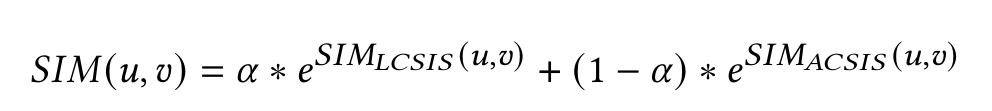 SIM(u, v) = α ∗ e^{SIM_{LCSIS}(u,v)} + (1 − α) ∗ e^{SIM_{ACSIS}(u,v)}